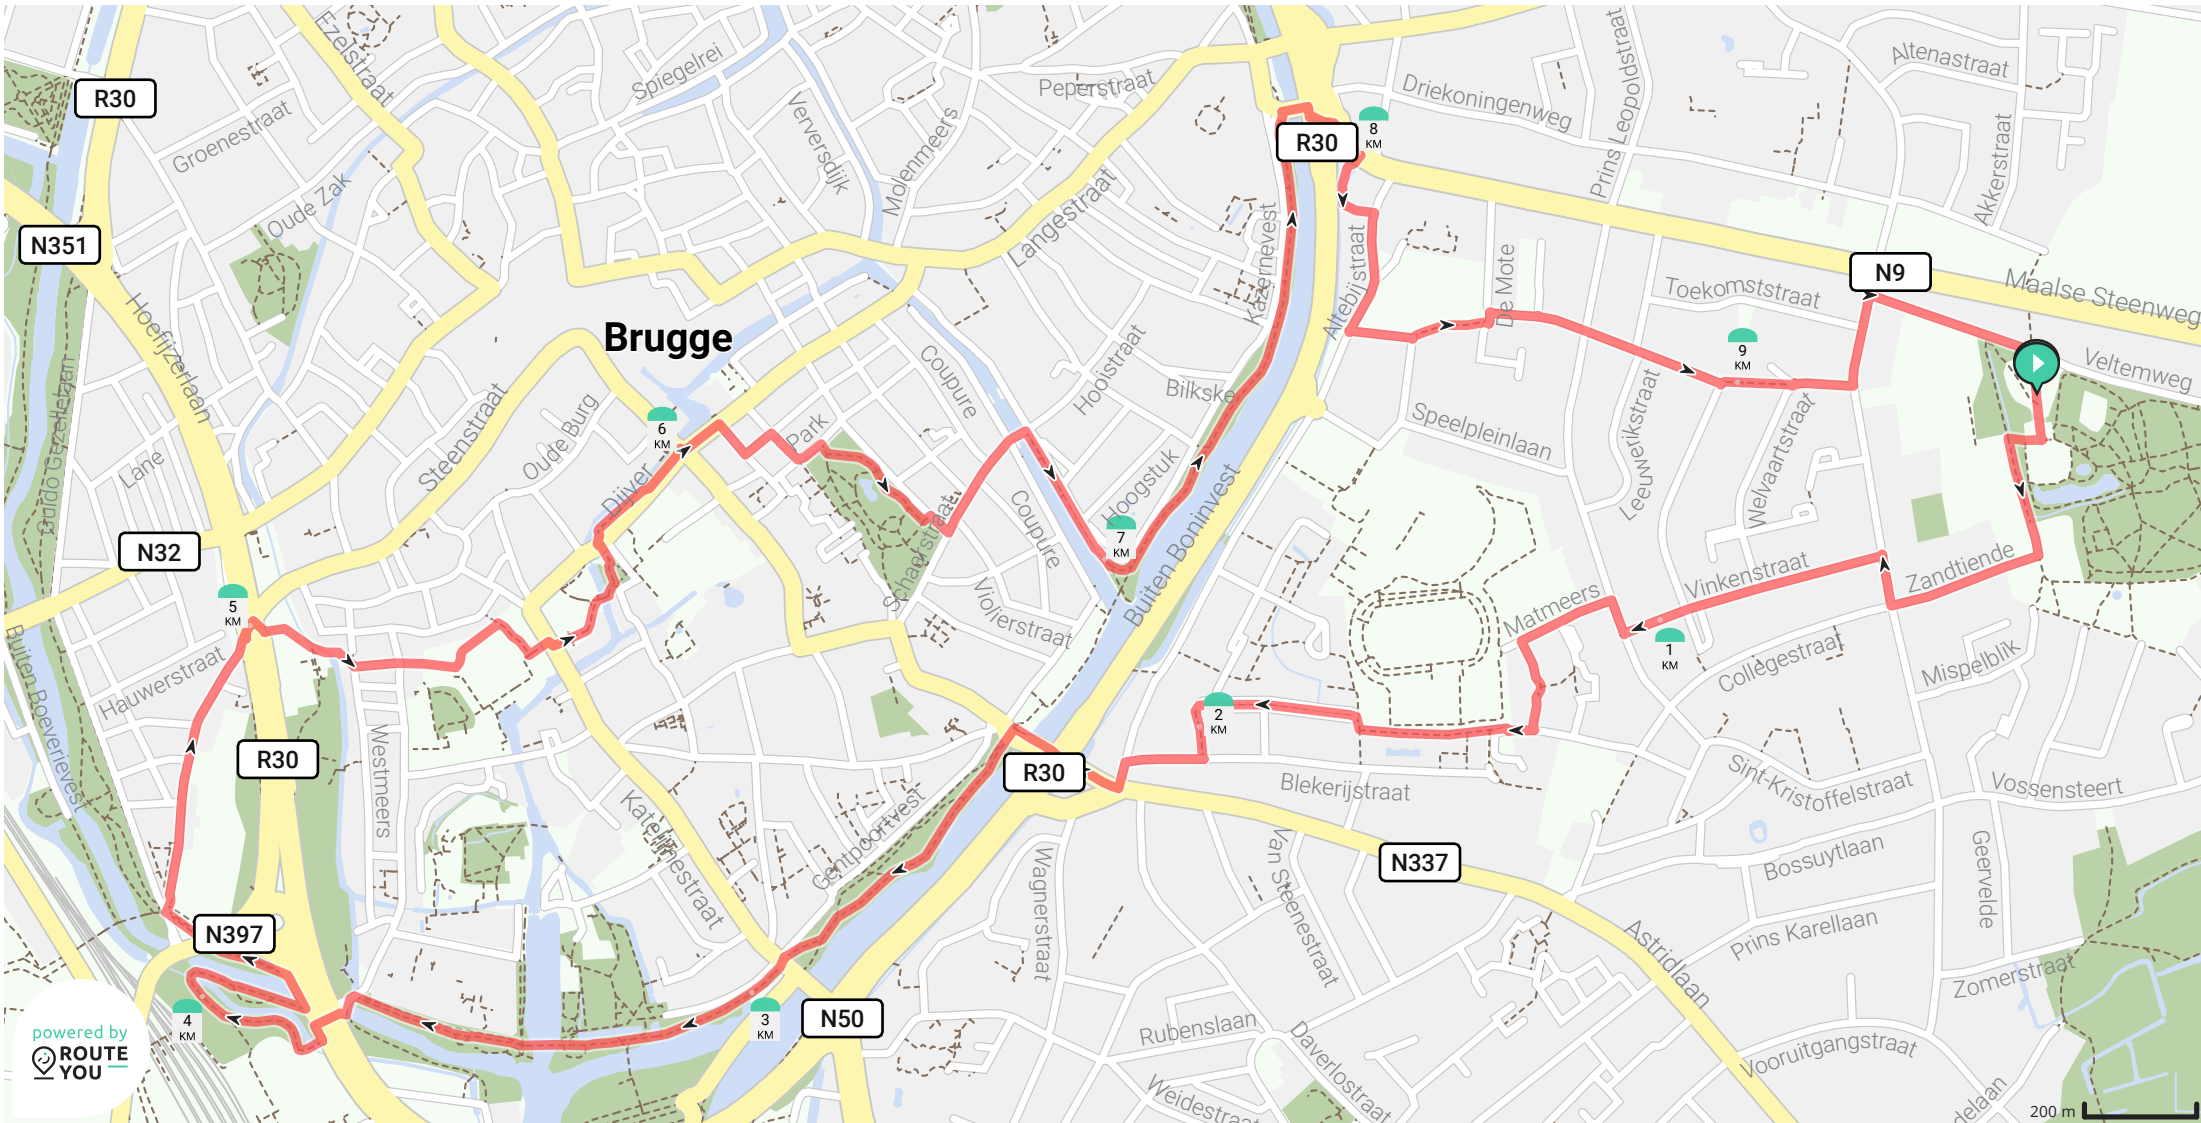 Ezelstraat
Spiegelrei
Peperstraat
Driekoningenweg
Prins Leopoldstraat
Altenastraat
R30
Groenestraat
Verversdijk
Molenmeers
R30
8
KM
Akkerstraat
Oude Zak
Langestraat
N351
Kazernevest
Altebijstraat
De Mote
Toekomststraat
N9
Maalse Steenweg
Hoefijzerlaan
Brugge
Coupure
Hooistraat
Bilkske
9
KM
Veltemweg
Guido Gezellelaan
Steenstraat
Oude Burg
6
KM
Park
Speelpleinlaan
Leeuwerikstraat
Welvaartstraat
Lane
Dijver
Coupure
Hoogstuk
Buiten Boninvest
N32
Schaarstraat
7
KM
Vinkenstraat
Zandtiende
5
KM
Violierstraat
Matmeers
1
KM
Collegestraat
Mispelblik
Buiten Boeverievest
Hauwerstraat
Westmeers
R30
2
KM
R30
Blekerijstraat
Sint-Kristoffelstraat
Vossensteert
Katelijnestraat
Gentpoortvest
Wagnerstraat
Van Steenestraat
N337
Bossuytlaan
Geervelde
N397
Astridlaan
Prins Karellaan
Zomerstraat
4
KM
3
KM
N50
Rubenslaan
Daverlostraat
Vooruitgangstraat
Weidestraat
delaan
powered by
ROUTE
YOU
200 m